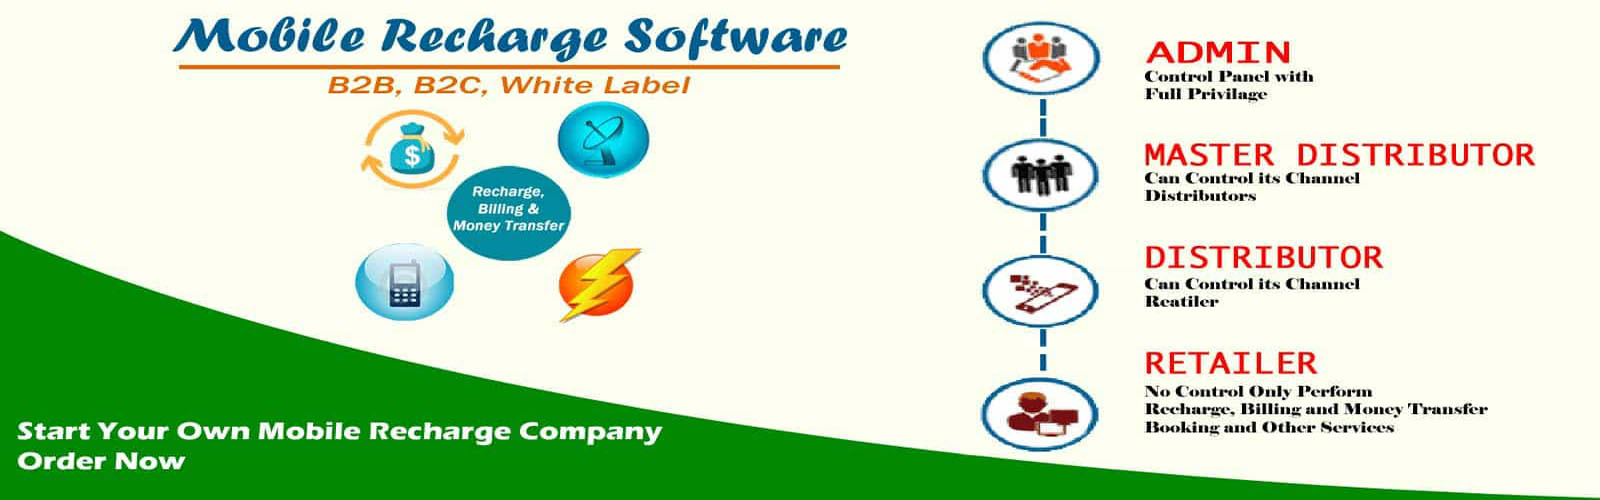 Mobile Recharge Software
B2B, B2C, White Label
$
Recharge,
Billing &
Money Transfer
Start Your Own Mobile Recharge Company
Order Now
ADMIN
Control Panel with
Full Privilage
MASTER DISTRIBUTOR
Can Control its Channel
Distributors
DISTRIBUTOR
Can Control its Channel
Reatiler
RETAILER
No Control Only Perform
Recharge, Billing and Money Transfer
Booking and Other Services